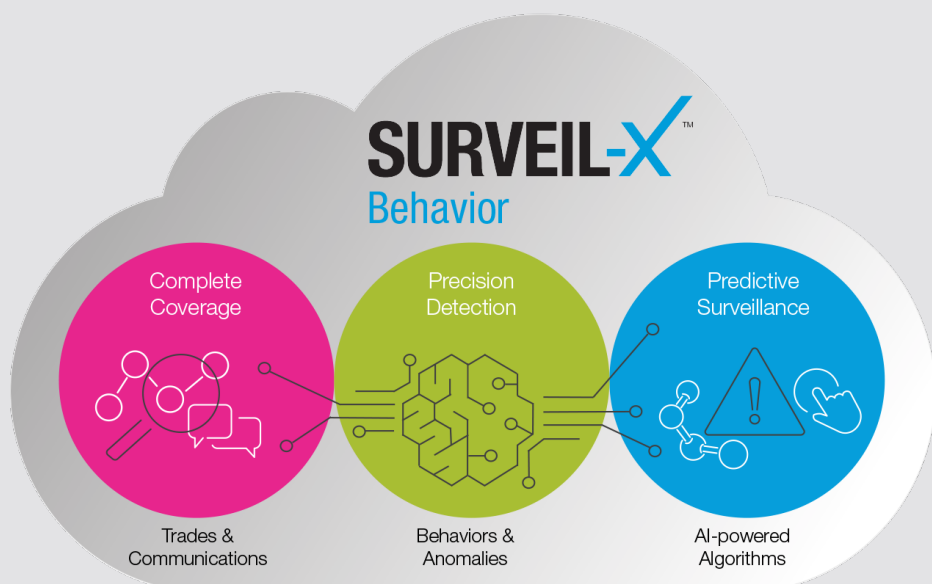 SURVEIL-X™
Behavior
Complete
Coverage
Precision
Detection
Predictive
Surveillance
Trades &
Communications
Behaviors &
Anomalies
AI-powered
Algorithms